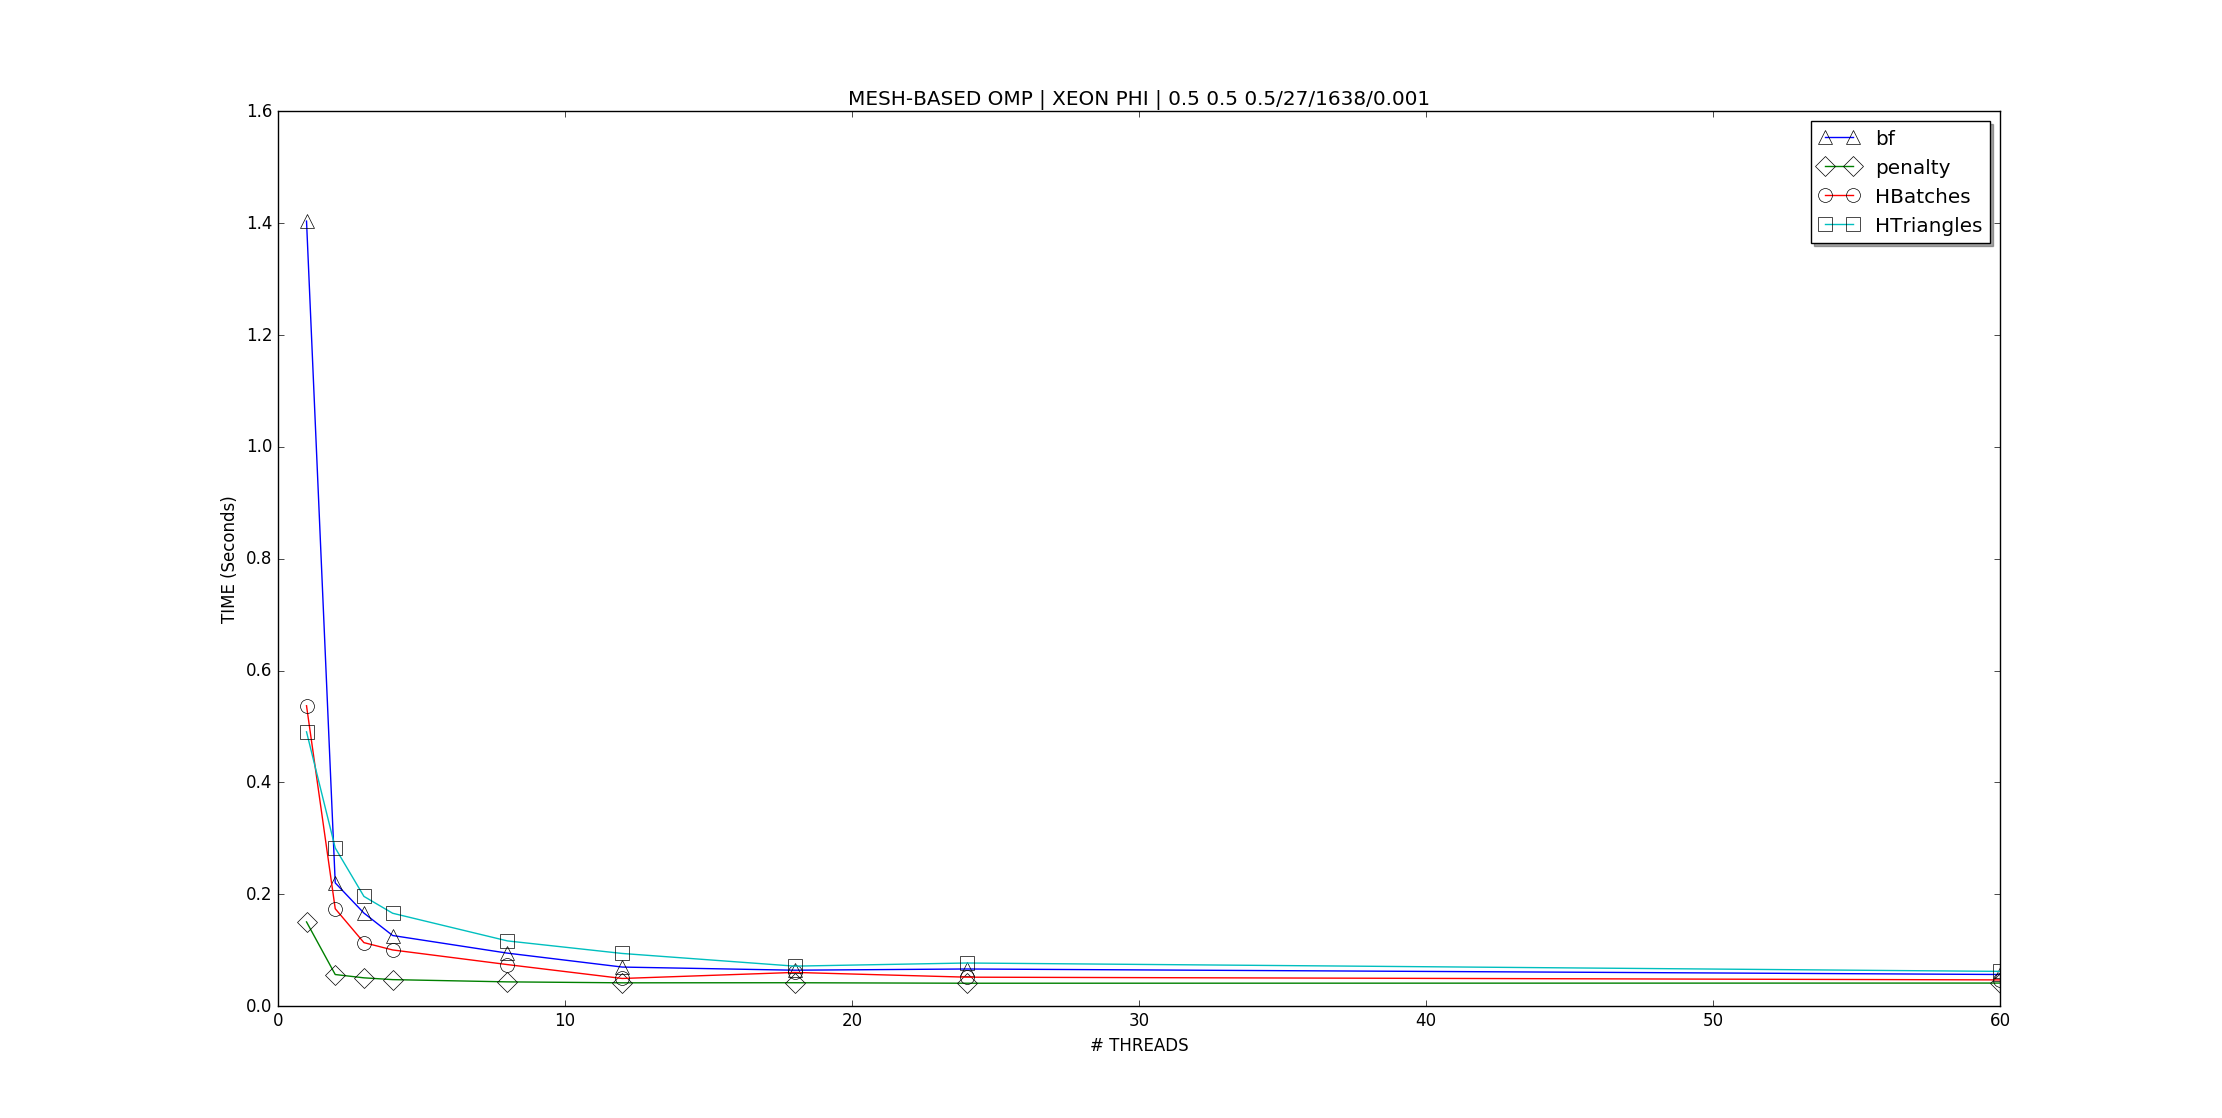 MESH-BASED OMP | XEON PHI | 0.5 0.5 0.5/27/1638/0.001
bf
penalty
HBatches
HTriangles
1.6
1.4
1.2
1.0
0.8
0.6
0.4
0.2
0.0
TIME (Seconds)
0 10 20 30 40 50 60
# THREADS